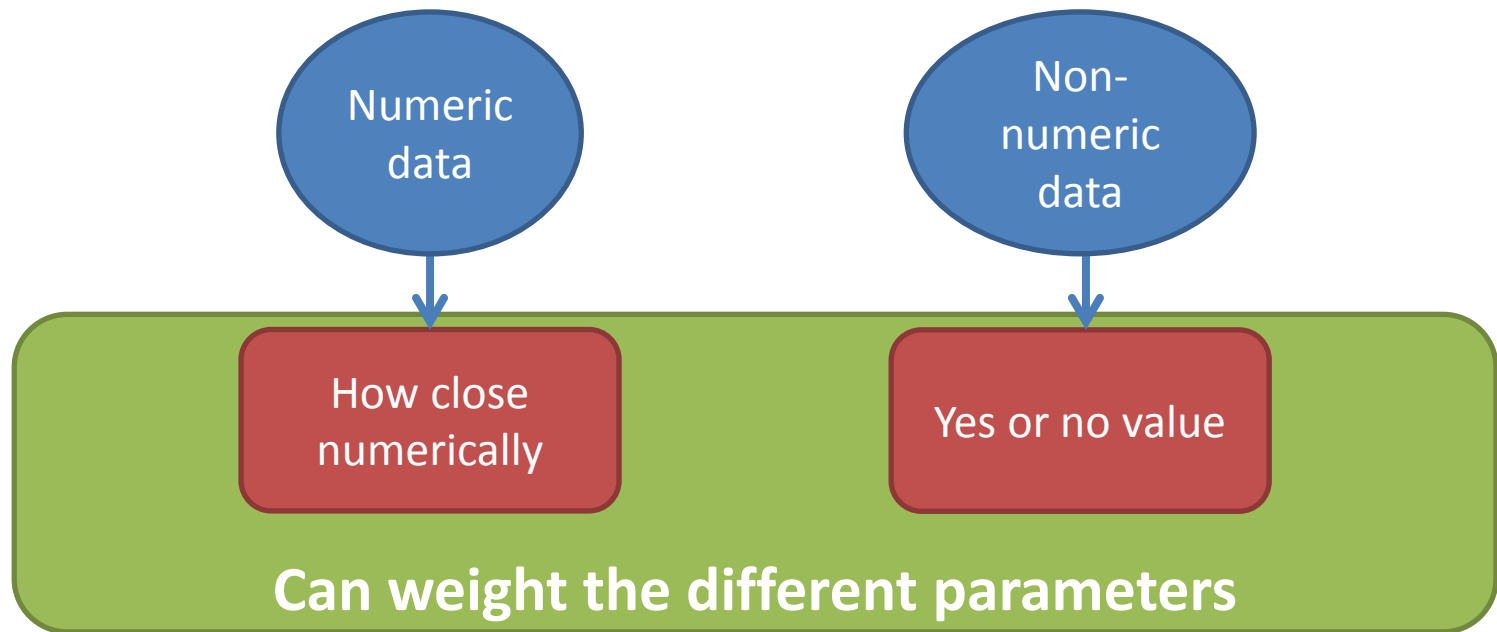 Numeric
data
Non-
numeric
data
How close
numerically
Yes or no value
Can weight the different parameters